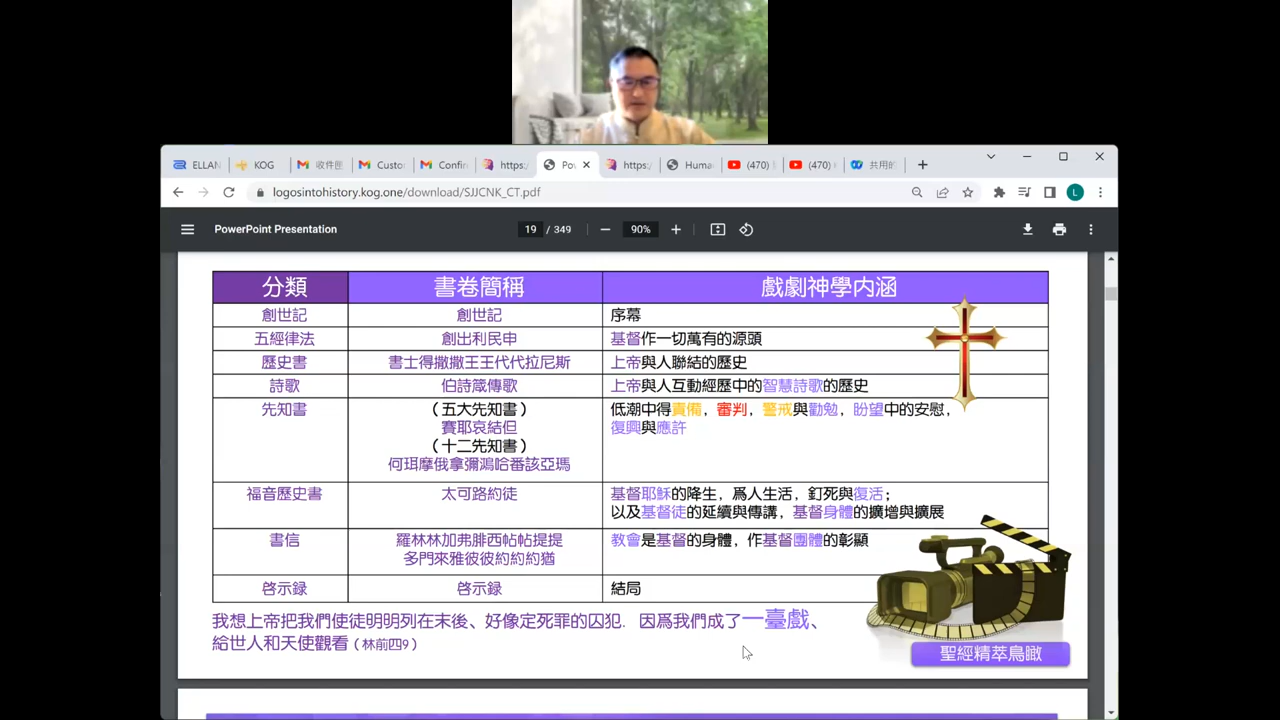 ELLAN
KOG
收件匣
Custo
Confir
https:/
Pow
https:/
Huma
(470)
(470)
共用的
logosintohistory.kog.one/download/SJJCNK_CT.pdf
L
PowerPoint Presentation
19 / 349
90%
分類 書卷簡稱 戲劇神學內涵
創世記 創世記 序幕
五經律法 創出利民申 基督作一切萬有的源頭
歷史書 書士得撒撒王王代代拉尼斯 上帝與人聯結的歷史
詩歌 伯詩箴傳歌 上帝與人互動經歷中的智慧詩歌的歷史
先知書 (五大先知書) 低潮中得責備，審判，警戒與勸勉，盼望中的安慰，
賽耶哀結但 復興與應許
(十二先知書)
何珥摩俄拿彌鴻哈番該亞瑪
福音歷史書 太可路約徒 基督耶穌的降生，爲人生活，釘死與復活；
以及基督徒的延續與傳講，基督身體的擴增與擴展
書信 羅林林加弗腓西帖帖提提 教會是基督的身體，作基督團體的彰顯
多門來雅彼彼約約約猶
啓示録 啓示録 結局
我想上帝把我們使徒明明列在末後、好像定死罪的囚犯．因爲我們成了一臺戲、
給世人和天使觀看（林前四9）
聖經精萃鳥瞰